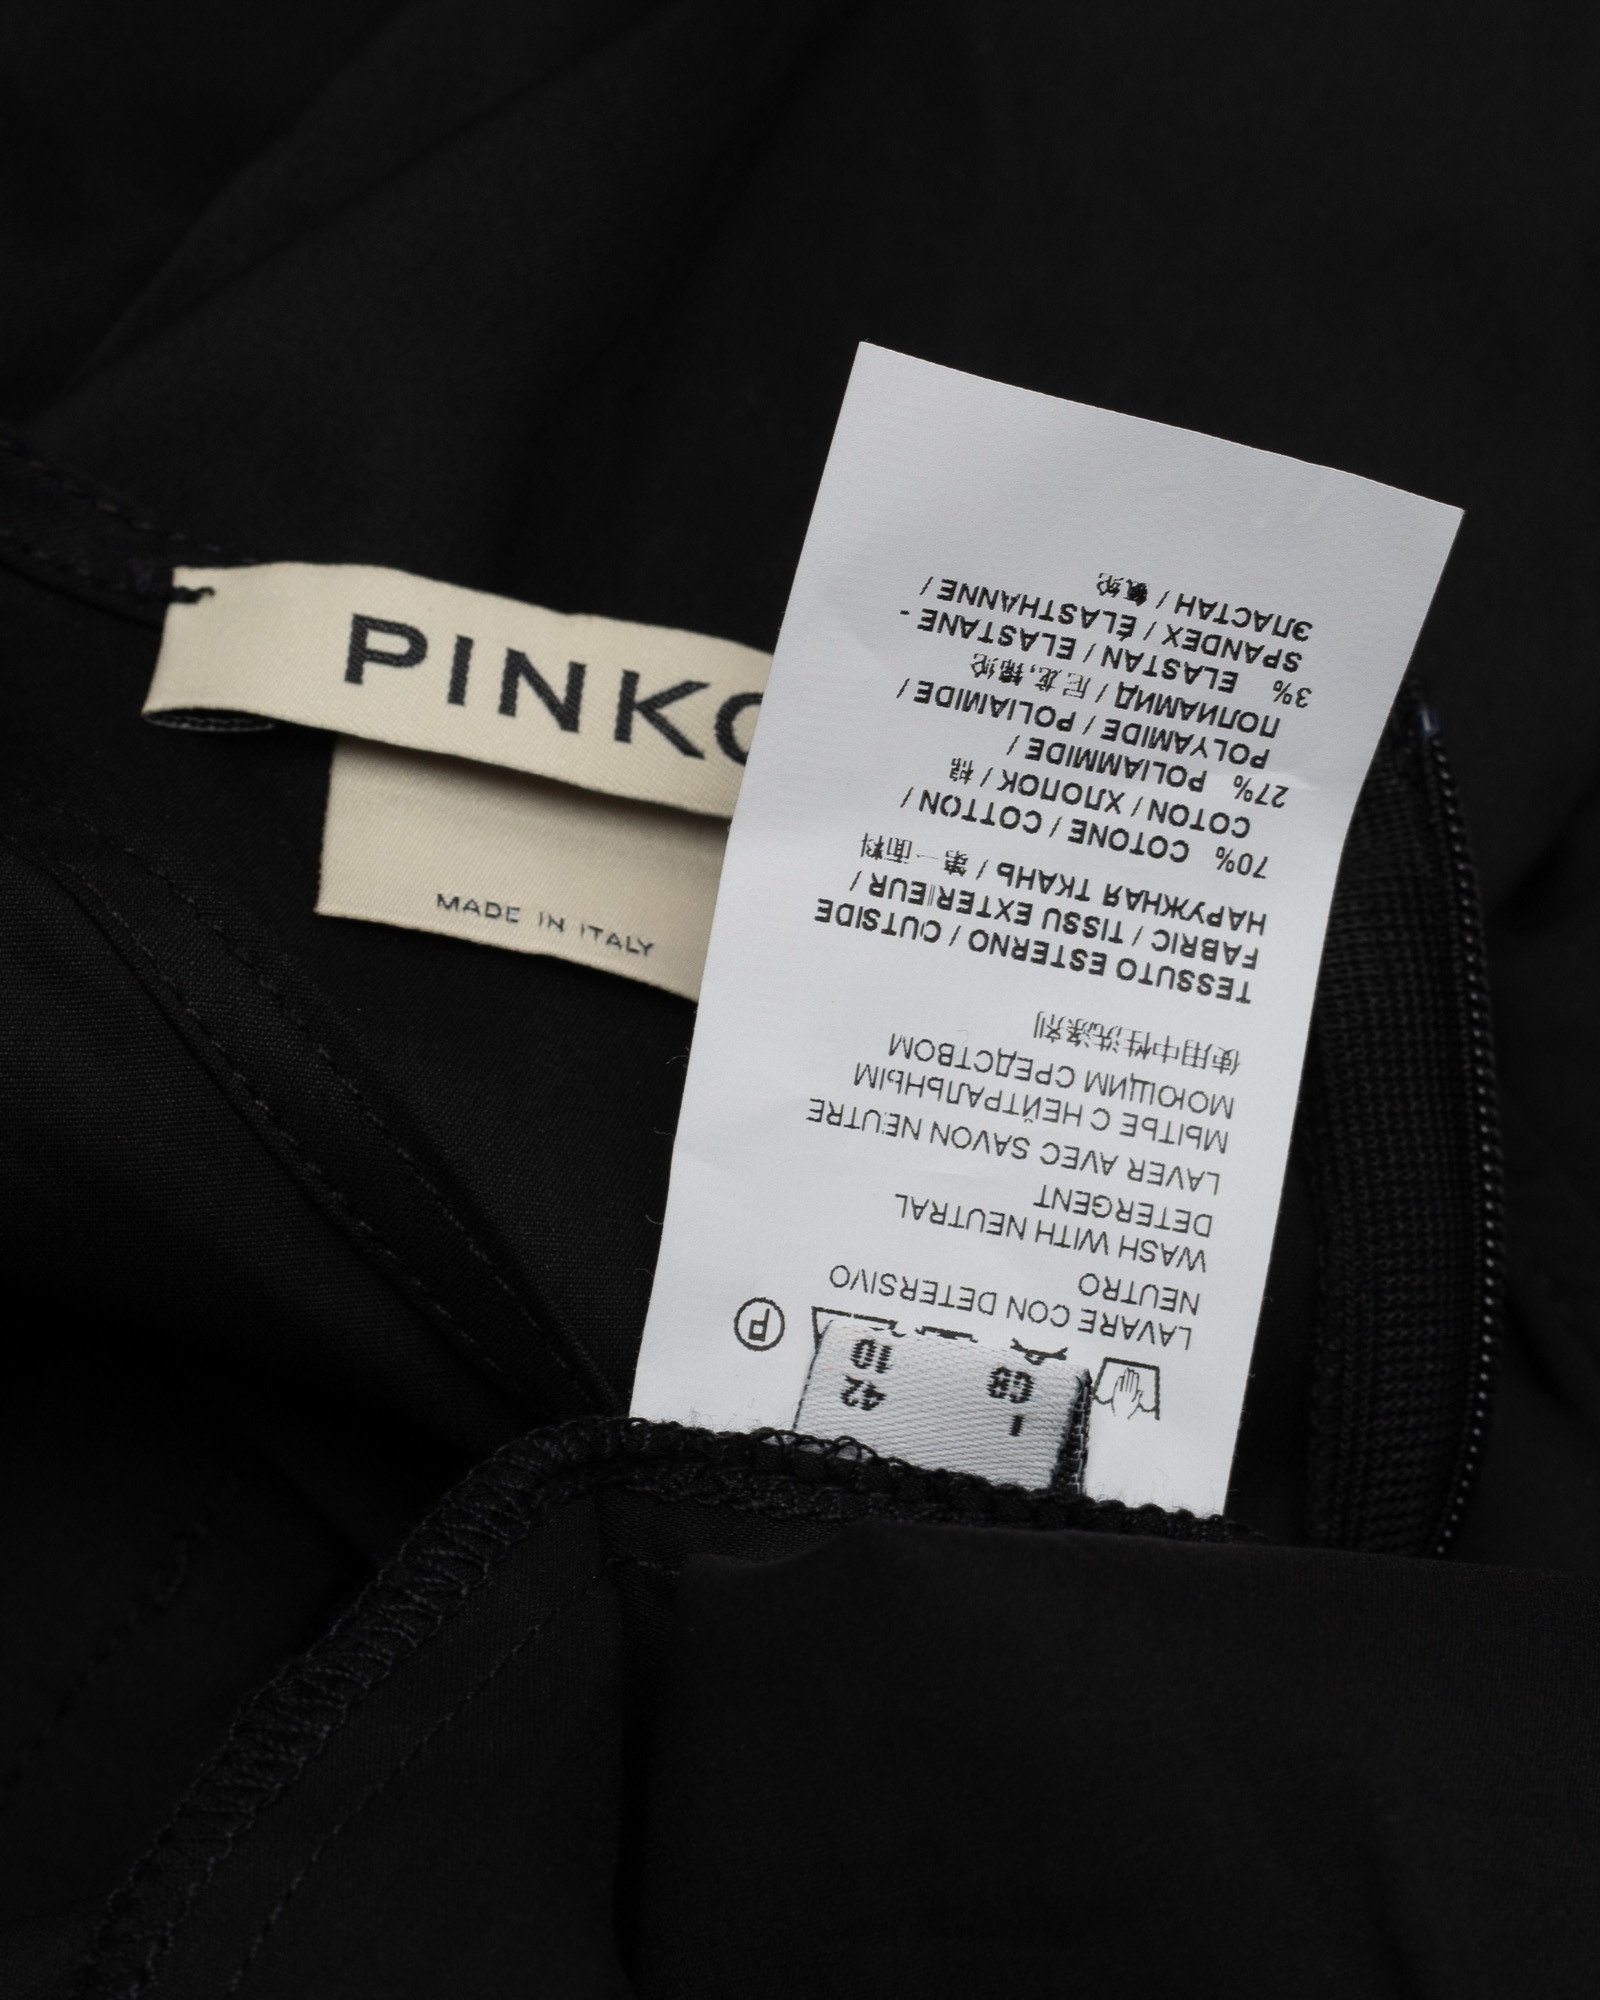 PINKO
MADE IN ITALY
I 42
GB 10
LAVARE CON DETERSIVO
NEUTRO
WASH WITH NEUTRAL
DETERGENT
LAVER AVEC SAVON NEUTRE
МЫТЬЕ С НЕЙТРАЛЬНЫМ
МОЮЩИМ СРЕДСТВОМ
使用中性洗涤剂
TESSUTO ESTERNO / OUTSIDE
FABRIC / TISSU EXTERIEUR /
НАРУЖНАЯ ТКАНЬ / 第一面料
70% COTONE / COTTON /
COTON / ХЛОПОК / 棉
27% POLIAMMIDE /
POLYAMIDE / POLIAMIDE /
ПОЛИАМИД / 尼龙,锦纶
3% ELASTAN / ELASTANE -
SPANDEX / ÉLASTHANNE /
ЭЛАСТАН / 氨纶